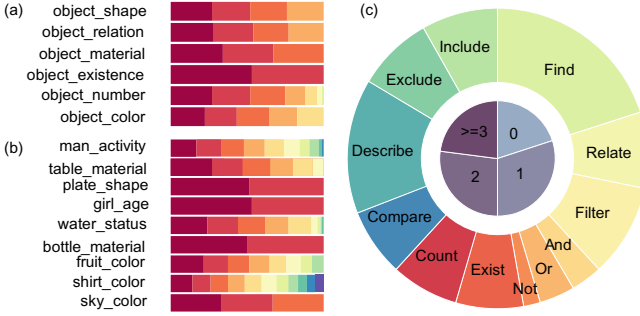 (a)
object_shape
object_relation
object_material
object_existence
object_number
object_color
(b)
man_activity
table_material
plate_shape
girl_age
water_status
bottle_material
fruit_color
shirt_color
sky_color
(c)
Include
Find
Exclude
Relate
Describe
Filter
Compare
And
Count
Or
Exist
Not
>=3
0
2
1